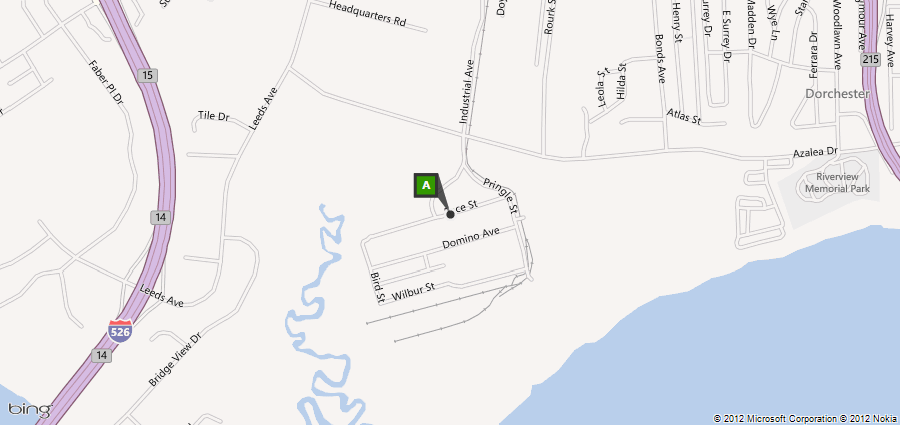 Headquarters Rd
15
Faber Pl Dr
Tile Dr
Leeds Ave
Industrial Ave
Rourk S
Leola St
Hilda St
Bonds Ave
Henry St
E Surrey Dr
Madden Dr
Wye Ln
Ferrara Dr
Woodlawn Ave
Harvey Ave
215
Dorchester
Atlas St
Azalea Dr
Riverview
Memorial Park
A
Pringle St
ce St
Domino Ave
Bird St
Wilbur St
14
Leeds Ave
526
14
Bridge View Dr
bing
© 2012 Microsoft Corporation © 2012 Nokia